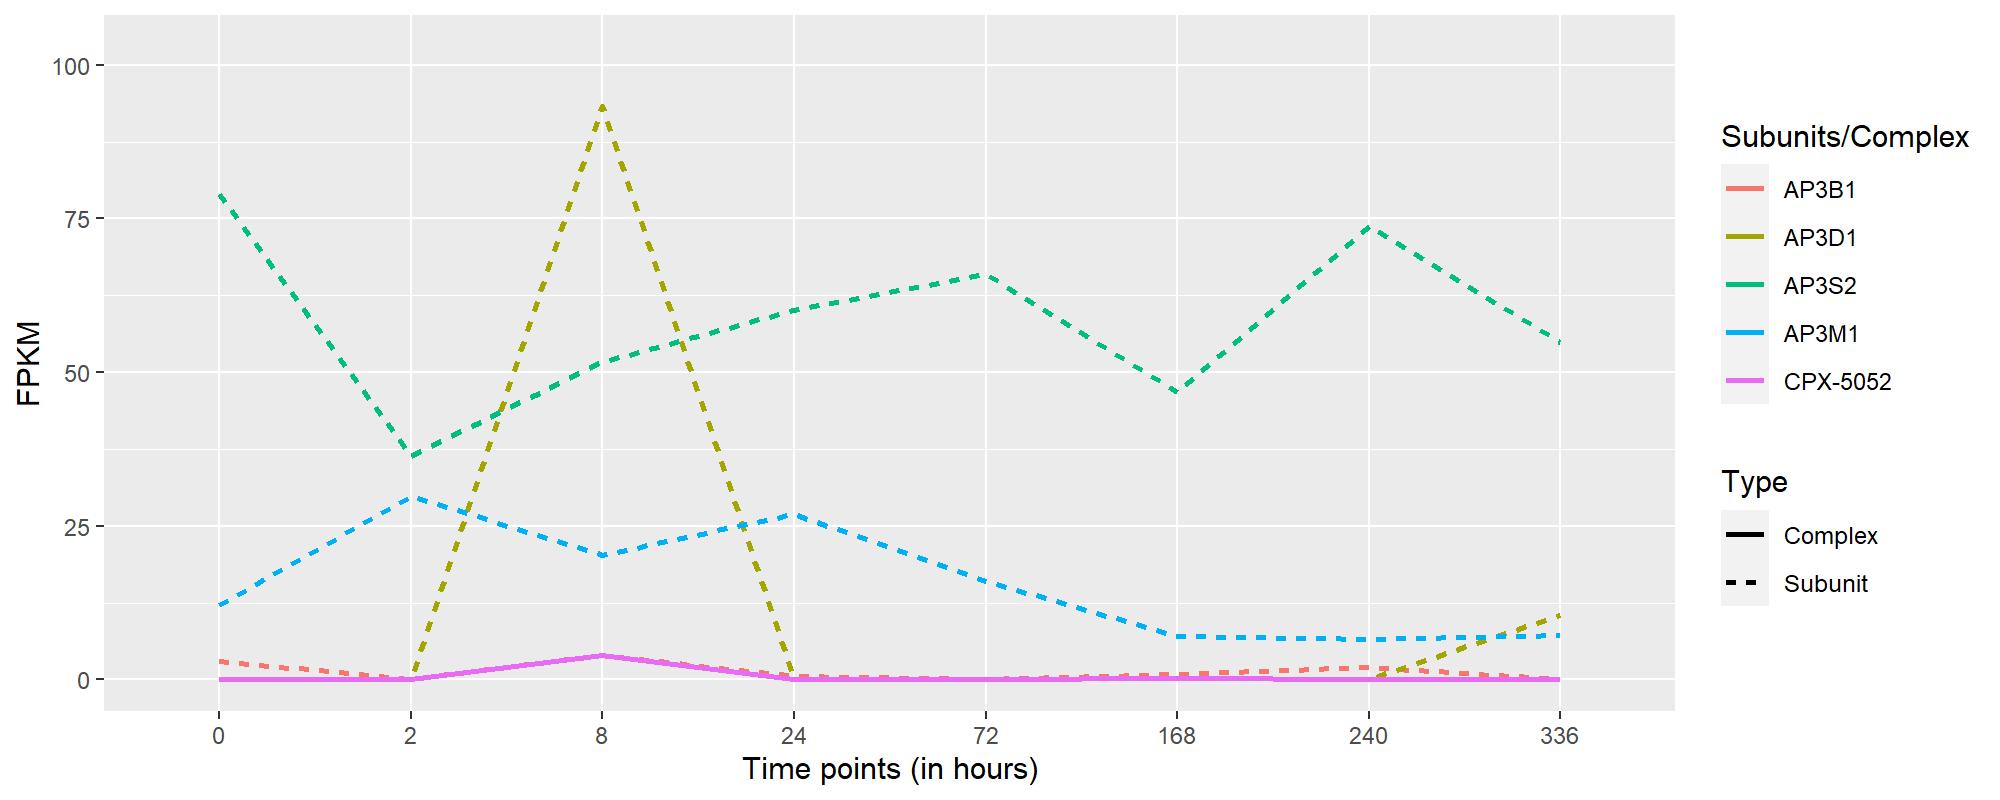 FPKM
100
75
50
25
0
0 2 8 24 72 168 240 336
Time points (in hours)
Subunits/Complex
AP3B1
AP3D1
AP3S2
AP3M1
CPX-5052
Type
Complex
Subunit